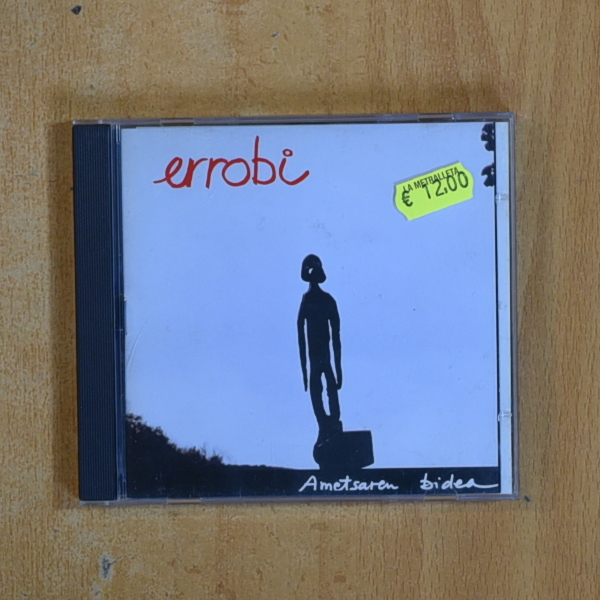 errobi
LA METRALLETA
€ 12,00
Ametsaren bidea